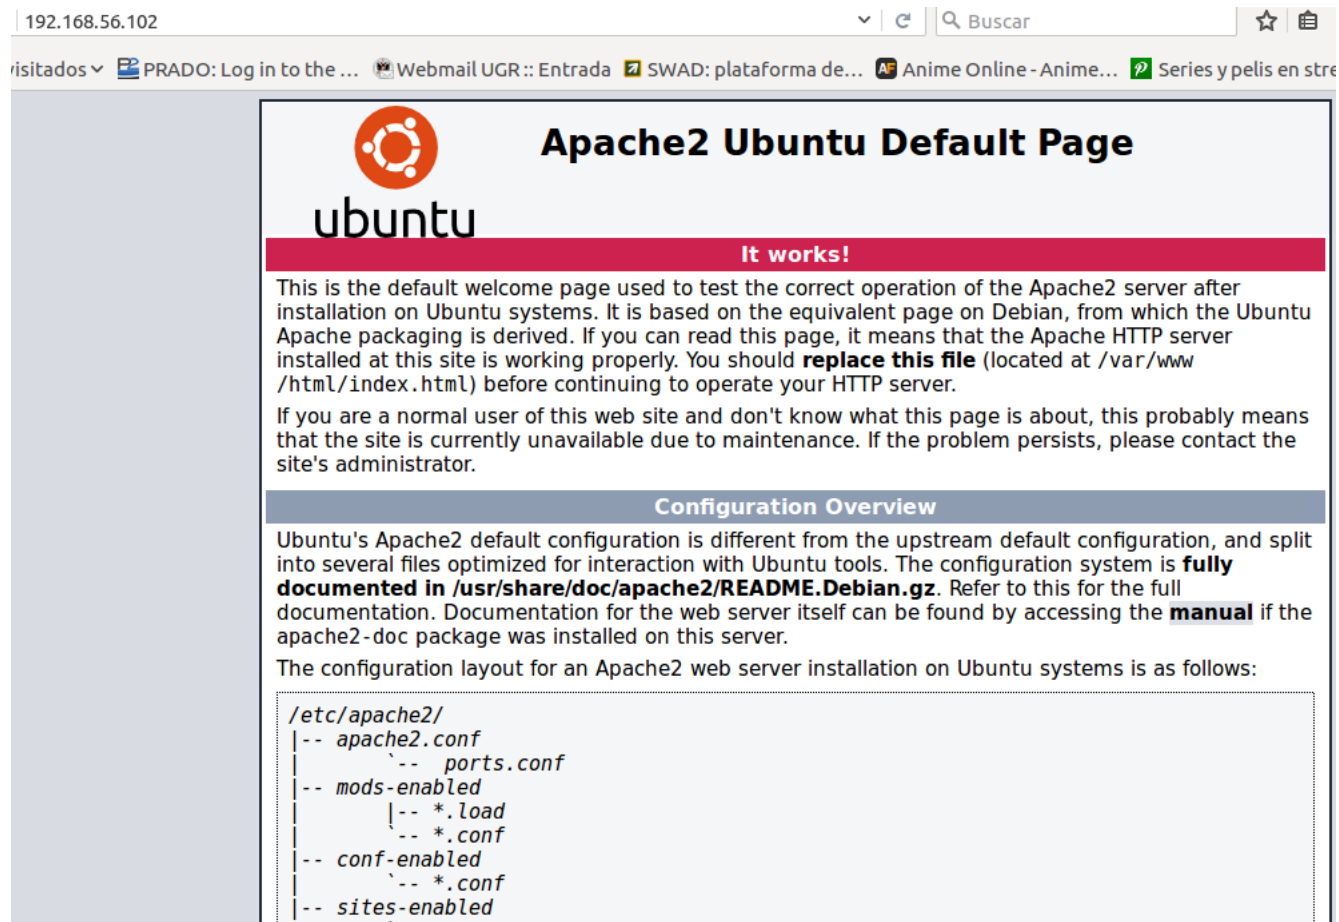 192.168.56.102
Buscar
visitados PRADO: Log in to the ... Webmail UGR :: Entrada SWAD: plataforma de... Anime Online - Anime... Series y pelis en stre
ubuntu
Apache2 Ubuntu Default Page
It works!
This is the default welcome page used to test the correct operation of the Apache2 server after
installation on Ubuntu systems. It is based on the equivalent page on Debian, from which the Ubuntu
Apache packaging is derived. If you can read this page, it means that the Apache HTTP server
installed at this site is working properly. You should replace this file (located at /var/www
/html/index.html) before continuing to operate your HTTP server.
If you are a normal user of this web site and don't know what this page is about, this probably means
that the site is currently unavailable due to maintenance. If the problem persists, please contact the
site's administrator.
Configuration Overview
Ubuntu's Apache2 default configuration is different from the upstream default configuration, and split
into several files optimized for interaction with Ubuntu tools. The configuration system is fully
documented in /usr/share/doc/apache2/README.Debian.gz. Refer to this for the full
documentation. Documentation for the web server itself can be found by accessing the manual if the
apache2-doc package was installed on this server.
The configuration layout for an Apache2 web server installation on Ubuntu systems is as follows:
/etc/apache2/
|-- apache2.conf
|       `--  ports.conf
|-- mods-enabled
|       |-- *.load
|       `-- *.conf
|-- conf-enabled
|       `-- *.conf
|-- sites-enabled